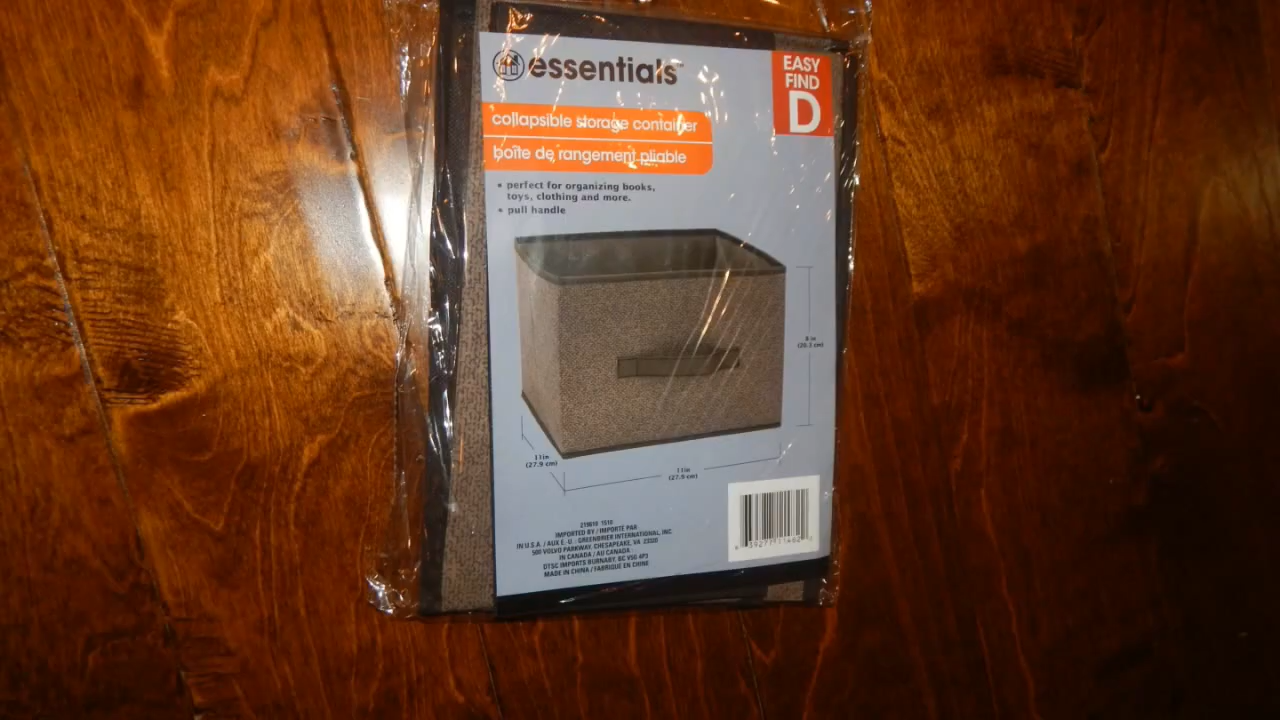 essentials™
EASY
FIND
D
collapsible storage container
boîte de rangement pliable
• perfect for organizing books,
toys, clothing and more.
• pull handle
8 in
(20.3 cm)
11in
(27.9 cm)
11in
(27.9 cm)
IMPORTED BY / IMPORTÉ PAR
IN U.S.A. / AUX É. U.: GREENBRIER INTERNATIONAL, INC.
500 VOLVO PARKWAY, CHESAPEAKE, VA 23320
IN CANADA / AU CANADA
DTSC IMPORTS BURNABY, BC V5G 4P3
MADE IN CHINA / FABRIQUÉ EN CHINE